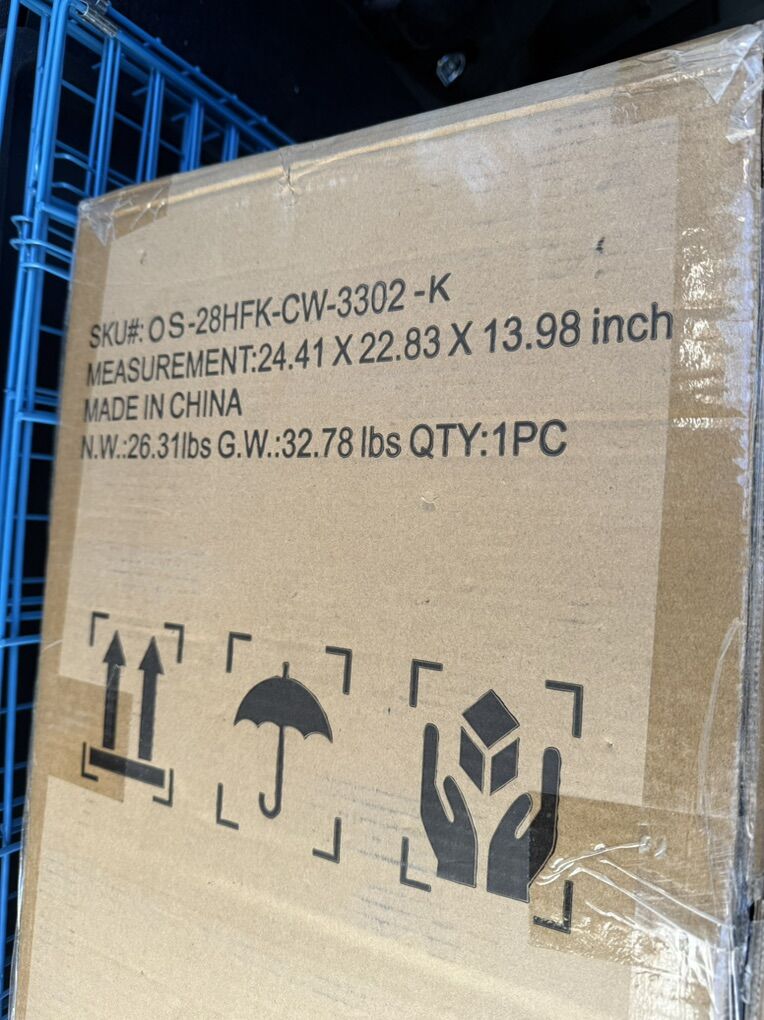 SKU#: OS-28HFK-CW-3302-K
MEASUREMENT:24.41 X 22.83 X 13.98 inch
MADE IN CHINA
N.W.:26.31lbs G.W.:32.78 lbs QTY:1PC